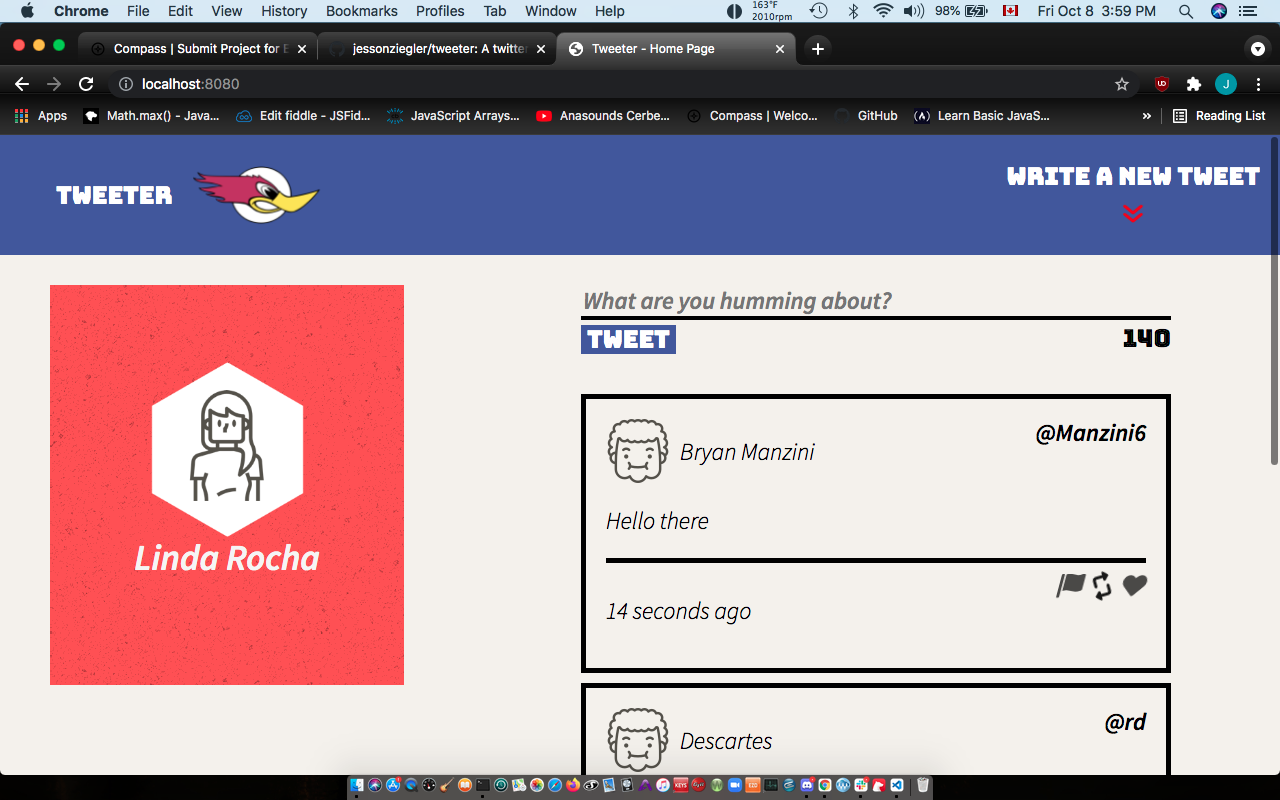 Chrome File Edit View History Bookmarks Profiles Tab Window Help 163°F 2010rpm 98% Fri Oct 8 3:59 PM
Compass | Submit Project for E
jessonziegler/tweeter: A twitte
Tweeter - Home Page
localhost:8080
J
Apps Math.max() - Java... Edit fiddle - JSFid... JavaScript Arrays... Anasounds Cerbe... Compass | Welco... GitHub Learn Basic JavaS... » Reading List
TWEETER
WRITE A NEW TWEET
Linda Rocha
What are you humming about?
TWEET
140
Bryan Manzini
@Manzini6
Hello there
14 seconds ago
Descartes
@rd
KEYS